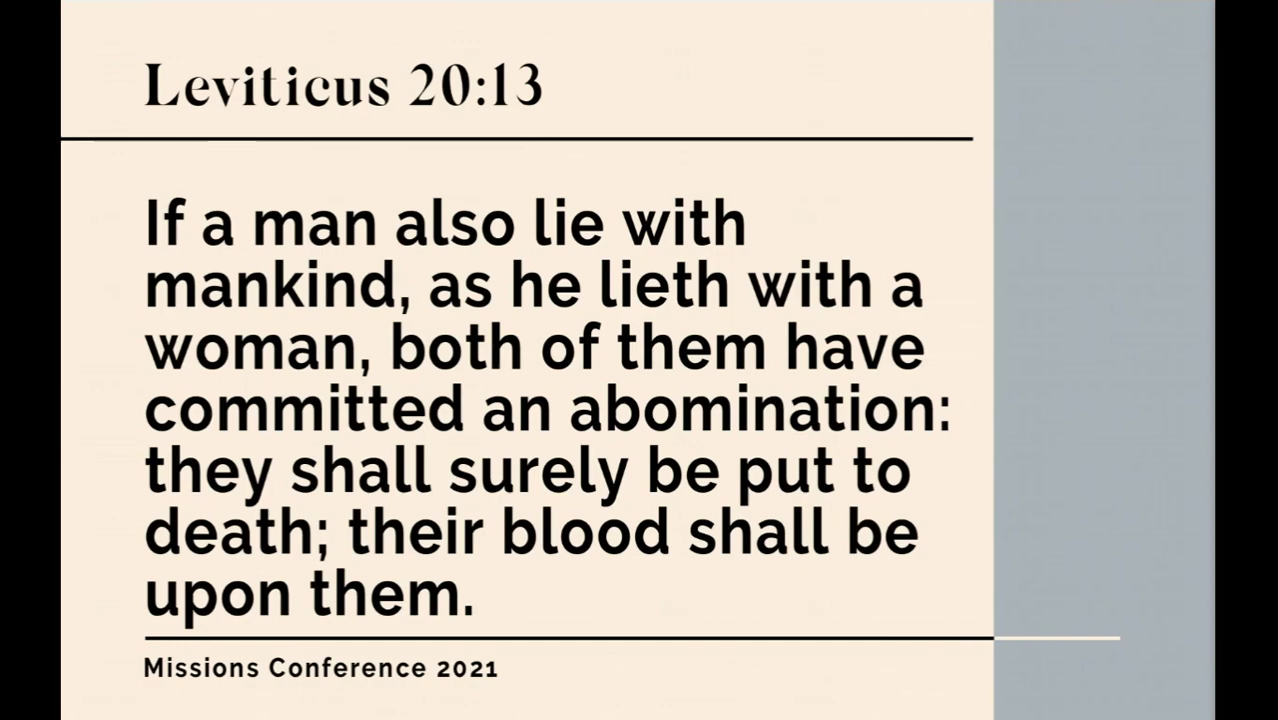 Leviticus 20:13
If a man also lie with
mankind, as he lieth with a
woman, both of them have
committed an abomination:
they shall surely be put to
death; their blood shall be
upon them.
Missions Conference 2021